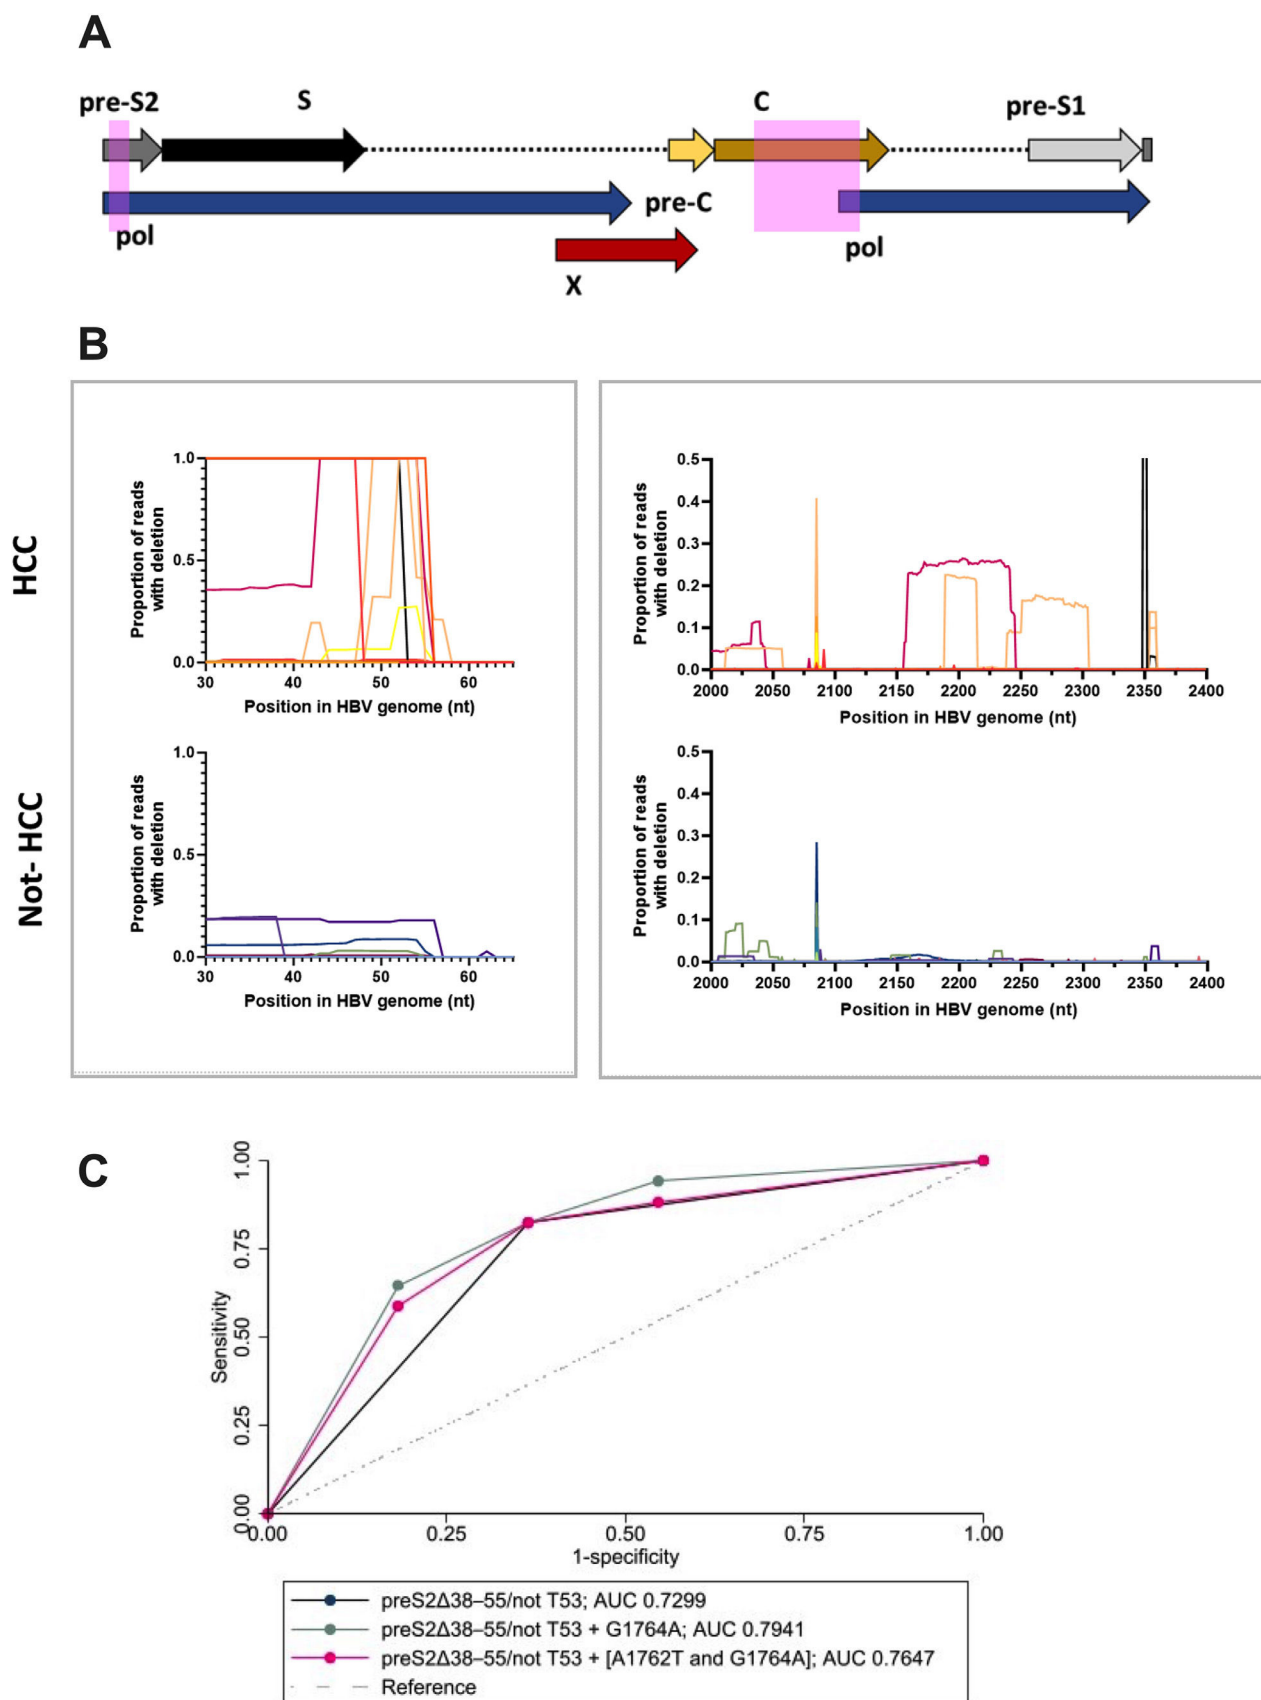 A
pre-S2
S
C
pre-S1
pre-C
pol
pol
X
B
HCC
Proportion of reads
with deletion
1.0
0.5
0.0
30 40 50 60
Position in HBV genome (nt)
Proportion of reads
with deletion
0.5
0.4
0.3
0.2
0.1
0.0
2000 2050 2100 2150 2200 2250 2300 2350 2400
Position in HBV genome (nt)
Not- HCC
Proportion of reads
with deletion
1.0
0.5
0.0
30 40 50 60
Position in HBV genome (nt)
Proportion of reads
with deletion
0.5
0.4
0.3
0.2
0.1
0.0
2000 2050 2100 2150 2200 2250 2300 2350 2400
Position in HBV genome (nt)
C
Sensitivity
1.00
0.75
0.50
0.25
0.00
0.00 0.25 0.50 0.75 1.00
1-specificity
preS2Δ38–55/not T53; AUC 0.7299
preS2Δ38–55/not T53 + G1764A; AUC 0.7941
preS2Δ38–55/not T53 + [A1762T and G1764A]; AUC 0.7647
Reference